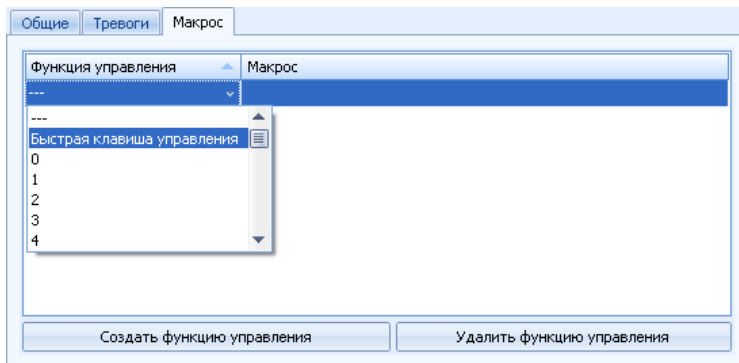 Общие Тревоги Макрос
Функция управления Макрос
---
---
Быстрая клавиша управления
0
1
2
3
4
Создать функцию управления Удалить функцию управления